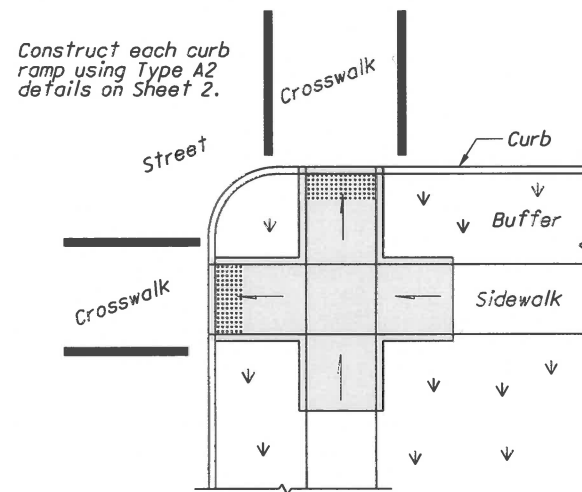 Construct each curb
ramp using Type A2
details on Sheet 2.
Crosswalk
Street
Curb
Buffer
Crosswalk
Sidewalk